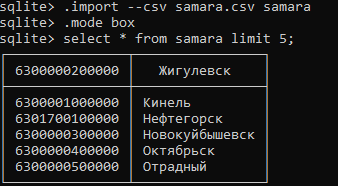 sqlite> .import --csv samara.csv samara
sqlite> .mode box
sqlite> select * from samara limit 5;
6300000200000 Жигулевск
6300001000000 Кинель
6301700100000 Нефтегорск
6300000300000 Новокуйбышевск
6300000400000 Октябрьск
6300000500000 Отрадный